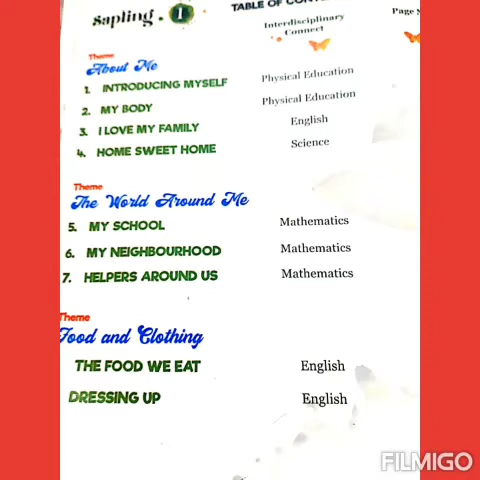 Sapling . 1
TABLE OF
Interdisciplinary
Connect
Page
Theme
About Me
1. INTRODUCING MYSELF Physical Education
2. MY BODY Physical Education
3. I LOVE MY FAMILY English
4. HOME SWEET HOME Science
Theme
The World Around Me
5. MY SCHOOL Mathematics
6. MY NEIGHBOURHOOD Mathematics
7. HELPERS AROUND US Mathematics
Theme
Food and Clothing
THE FOOD WE EAT English
DRESSING UP English
FILMIGO